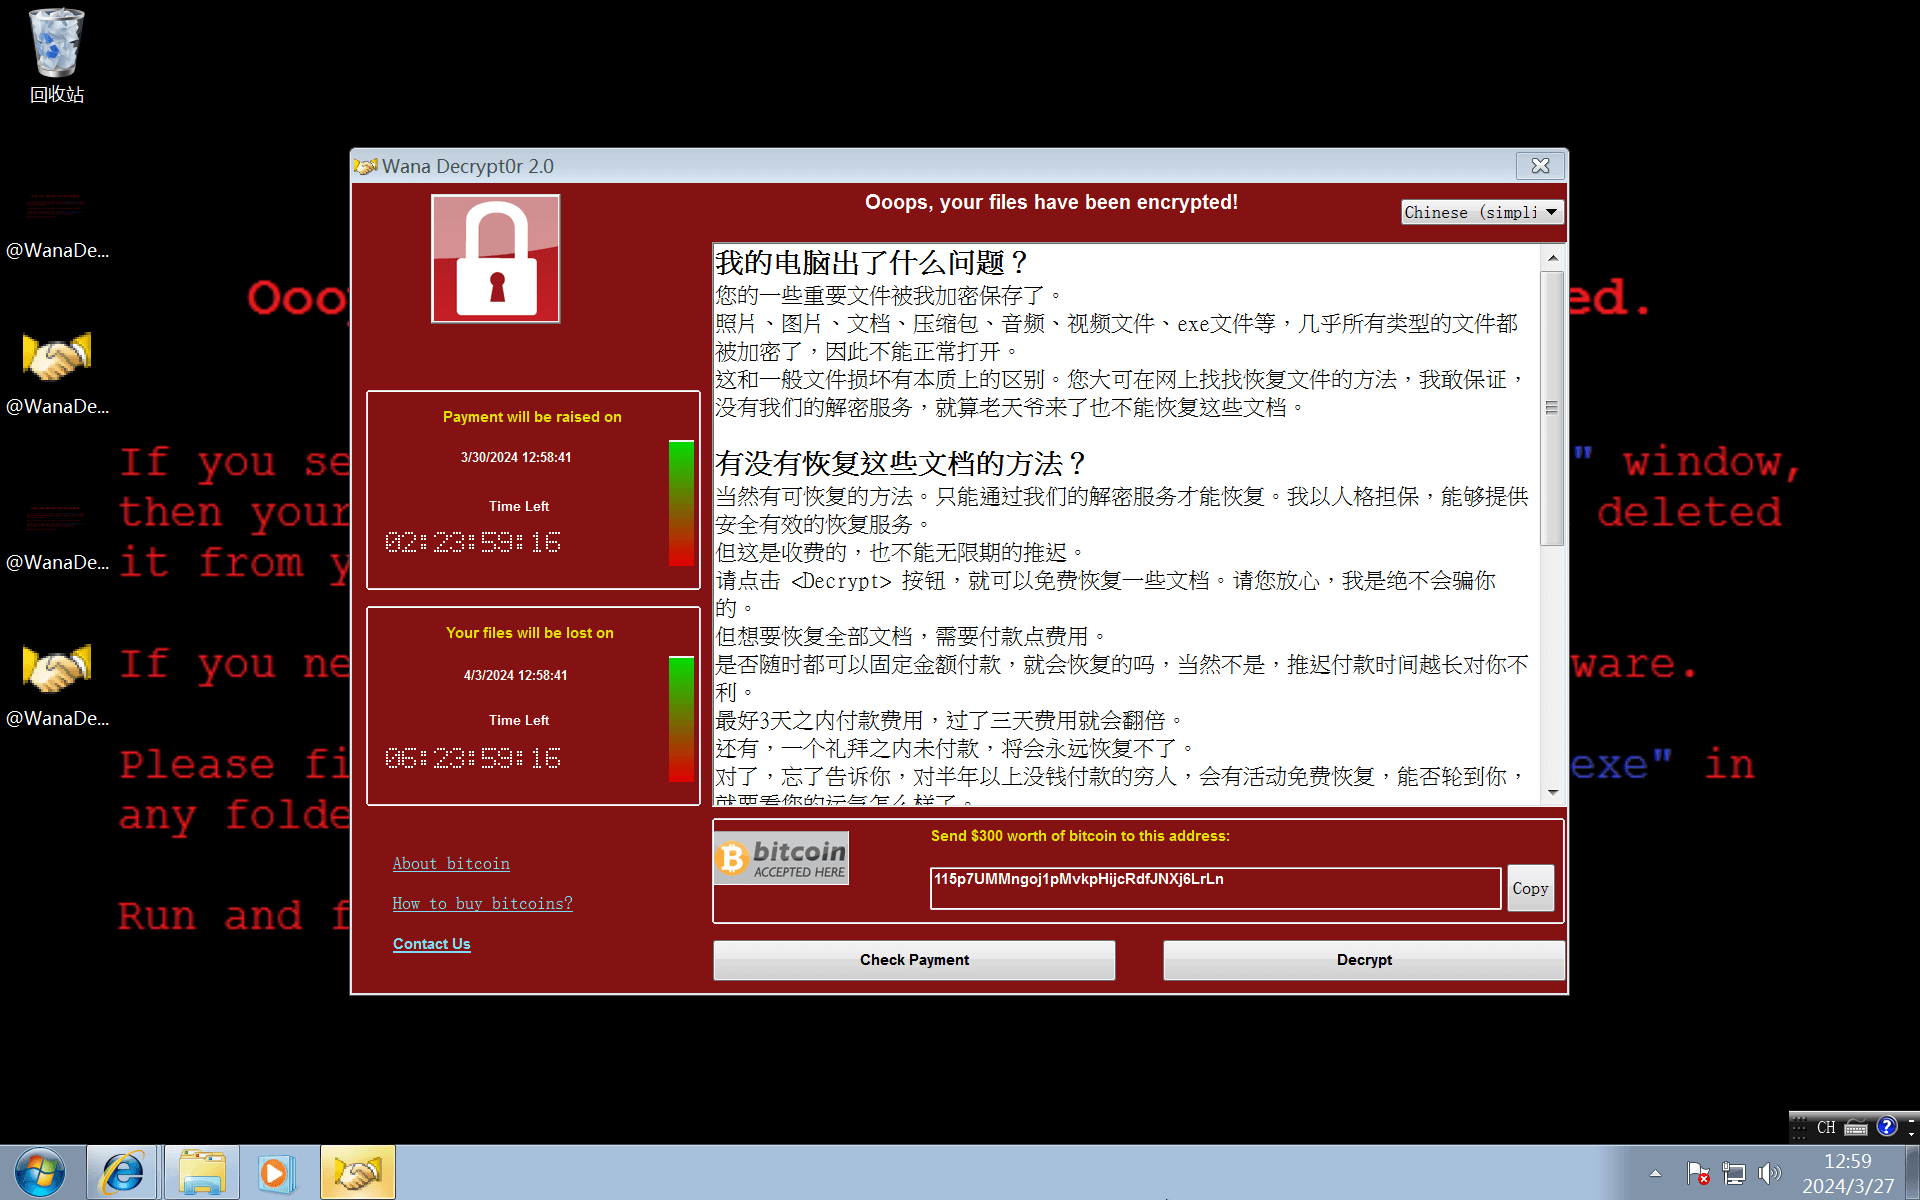 回收站
@WanaDe...
@WanaDe...
@WanaDe...
@WanaDe...
Wana Decrypt0r 2.0
Ooops, your files have been encrypted!
Chinese (simpli
Payment will be raised on
3/30/2024 12:58:41
Time Left
02:23:59:16
Your files will be lost on
4/3/2024 12:58:41
Time Left
06:23:59:16
About bitcoin
How to buy bitcoins?
Contact Us
我的电脑出了什么问题？
您的一些重要文件被我加密保存了。
照片、图片、文档、压缩包、音频、视频文件、exe文件等，几乎所有类型的文件都
被加密了，因此不能正常打开。
这和一般文件损坏有本质上的区别。您大可在网上找找恢复文件的方法，我敢保证，
没有我们的解密服务，就算老天爷来了也不能恢复这些文档。
有没有恢复这些文档的方法？
当然有可恢复的方法。只能通过我们的解密服务才能恢复。我以人格担保，能够提供
安全有效的恢复服务。
但这是收费的，也不能无限期的推迟。
请点击 <Decrypt> 按钮，就可以免费恢复一些文档。请您放心，我是绝不会骗你
的。
但想要恢复全部文档，需要付款点费用。
是否随时都可以固定金额付款，就会恢复的吗，当然不是，推迟付款时间越长对你不
利。
最好3天之内付款费用，过了三天费用就会翻倍。
还有，一个礼拜之内未付款，将会永远恢复不了。
对了，忘了告诉你，对半年以上没钱付款的穷人，会有活动免费恢复，能否轮到你，
就要看您的运气怎么样了。
bitcoin
ACCEPTED HERE
Send $300 worth of bitcoin to this address:
115p7UMMngoj1pMvkpHijcRdfJNXj6LrLn
Copy
Check Payment
Decrypt
Ooo ed.
If you se " window,
then your deleted
it from y
If you ne ware.
Please fi exe" in
any folde
Run and f
CH
12:59
2024/3/27